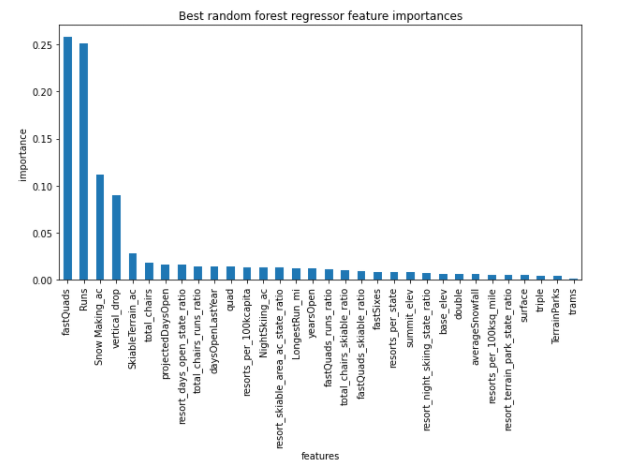 Best random forest regressor feature importances
importance
0.25
0.20
0.15
0.10
0.05
0.00
fastQuads
Runs
Snow Making_ac
vertical_drop
SkiableTerrain_ac
total_chairs
projectedDaysOpen
resort_days_open_state_ratio
total_chairs_runs_ratio
daysOpenLastYear
quad
resorts_per_100kcapita
NightSkiing_ac
resort_skiable_area_ac_state_ratio
LongestRun_mi
yearsOpen
fastQuads_runs_ratio
total_chairs_skiable_ratio
fastQuads_skiable_ratio
fastSixes
resorts_per_state
summit_elev
resort_night_skiing_state_ratio
base_elev
double
averageSnowfall
resorts_per_100ksq_mile
resort_terrain_park_state_ratio
surface
triple
TerrainParks
trams
features